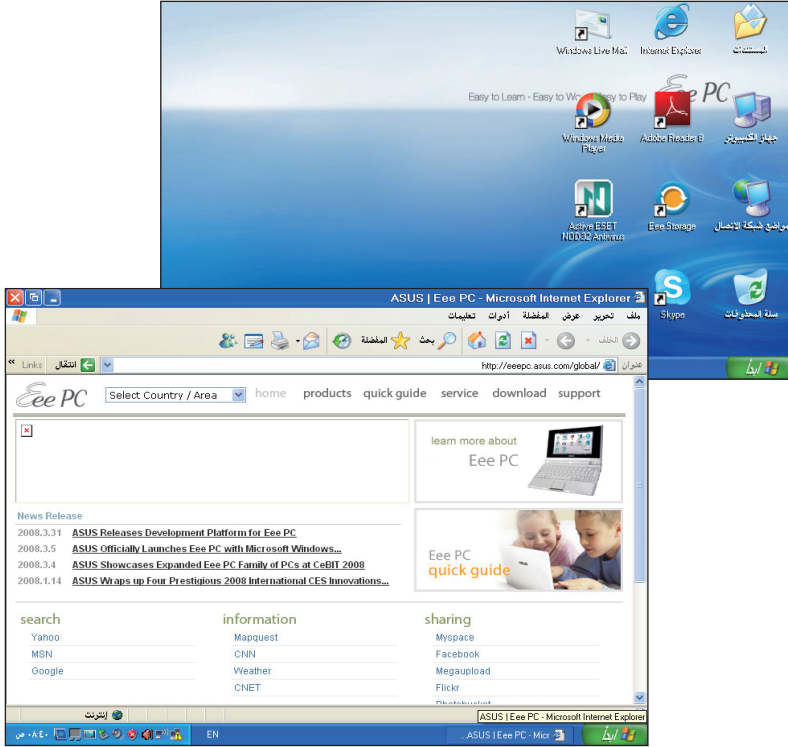 Windows Live Mail
Internet Explorer
المستندات
Easy to Learn · Easy to Work · Easy to Play
Eee PC
Windows Media
Player
Adobe Reader 8
جهاز الكمبيوتر
Active ESET
NOD32 Antivirus
Eee Storage
مواضع شبكة الاتصال
Skype
سلة المحذوفات
ابدأ
ASUS | Eee PC - Microsoft Internet Explorer
ملف تحرير عرض المفضلة أدوات تعليمات
الخلف بحث المفضلة
عنوان http://eeepc.asus.com/global/ انتقال Links »
Eee PC Select Country / Area home products quick guide service download support
learn more about
Eee PC
News Release
2008.3.31 ASUS Releases Development Platform for Eee PC
2008.3.5 ASUS Officially Launches Eee PC with Microsoft Windows...
2008.3.4 ASUS Showcases Expanded Eee PC Family of PCs at CeBIT 2008
2008.1.14 ASUS Wraps up Four Prestigious 2008 International CES Innovations...
Eee PC
quick guide
search information sharing
Yahoo Mapquest Myspace
MSN CNN Facebook
Google Weather Megaupload
CNET Flickr
Photobucket
إنترنت
ASUS | Eee PC - Microsoft Internet Explorer
ابدأ ASUS | Eee PC - Micr... EN ٠٨:٤٠ ص